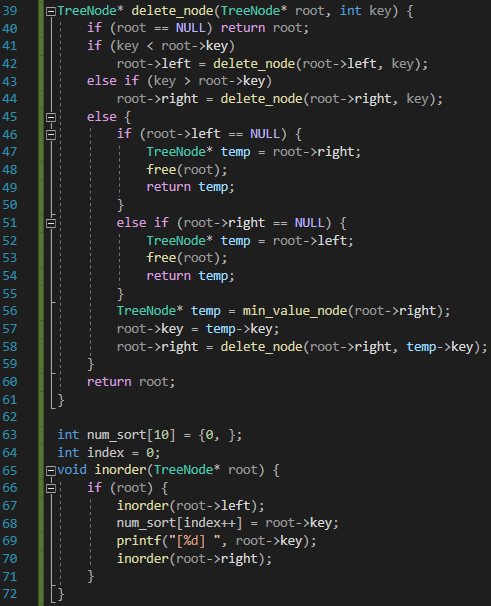 39 TreeNode* delete_node(TreeNode* root, int key) {
40     if (root == NULL) return root;
41     if (key < root->key)
42         root->left = delete_node(root->left, key);
43     else if (key > root->key)
44         root->right = delete_node(root->right, key);
45     else {
46         if (root->left == NULL) {
47             TreeNode* temp = root->right;
48             free(root);
49             return temp;
50         }
51         else if (root->right == NULL) {
52             TreeNode* temp = root->left;
53             free(root);
54             return temp;
55         }
56         TreeNode* temp = min_value_node(root->right);
57         root->key = temp->key;
58         root->right = delete_node(root->right, temp->key);
59     }
60     return root;
61 }
62
63 int num_sort[10] = {0, };
64 int index = 0;
65 void inorder(TreeNode* root) {
66     if (root) {
67         inorder(root->left);
68         num_sort[index++] = root->key;
69         printf("[%d] ", root->key);
70         inorder(root->right);
71     }
72 }